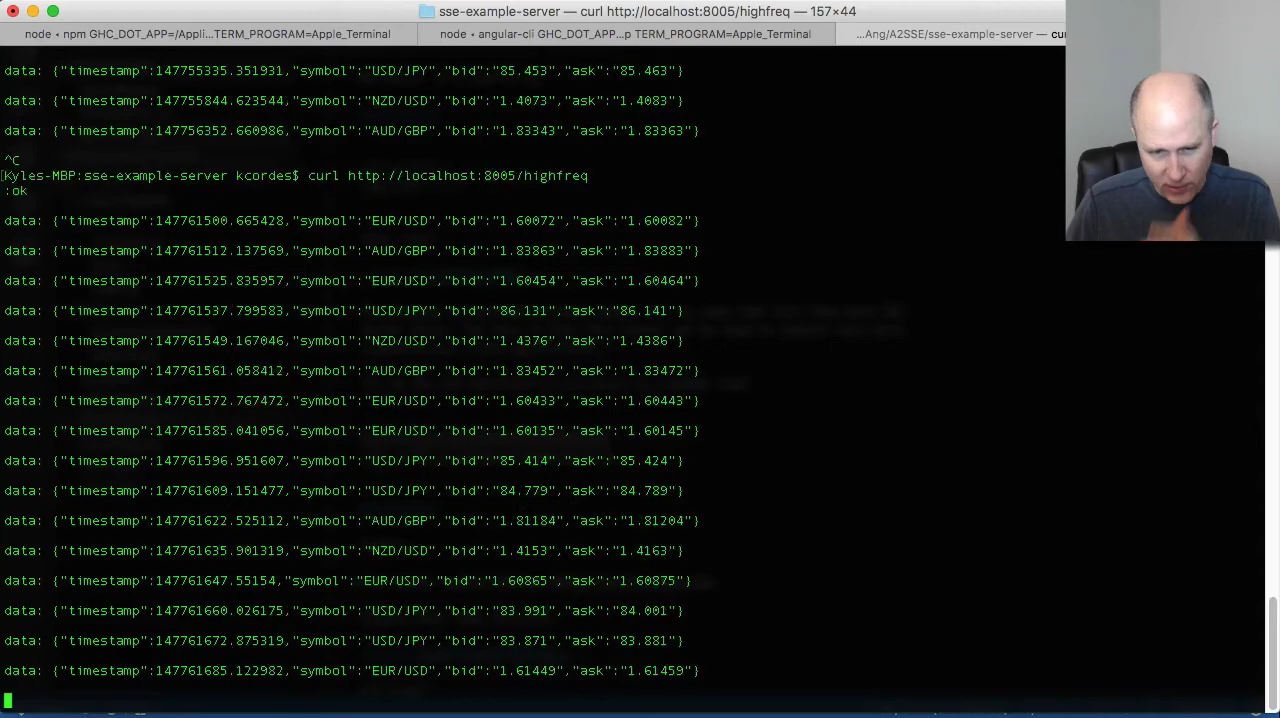 sse-example-server — curl http://localhost:8005/highfreq — 157×44
node • npm GHC_DOT_APP=/Appli...TERM_PROGRAM=Apple_Terminal
node • angular-cli GHC_DOT_APP...p TERM_PROGRAM=Apple_Terminal
...Ang/A2SSE/sse-example-server — cu
data: {"timestamp":147755335.351931,"symbol":"USD/JPY","bid":"85.453","ask":"85.463"}
data: {"timestamp":147755844.623544,"symbol":"NZD/USD","bid":"1.4073","ask":"1.4083"}
data: {"timestamp":147756352.660986,"symbol":"AUD/GBP","bid":"1.83343","ask":"1.83363"}
^C
[Kyles-MBP:sse-example-server kcordes$ curl http://localhost:8005/highfreq
:ok
data: {"timestamp":147761500.665428,"symbol":"EUR/USD","bid":"1.60072","ask":"1.60082"}
data: {"timestamp":147761512.137569,"symbol":"AUD/GBP","bid":"1.83863","ask":"1.83883"}
data: {"timestamp":147761525.835957,"symbol":"EUR/USD","bid":"1.60454","ask":"1.60464"}
data: {"timestamp":147761537.799583,"symbol":"USD/JPY","bid":"86.131","ask":"86.141"}
data: {"timestamp":147761549.167046,"symbol":"NZD/USD","bid":"1.4376","ask":"1.4386"}
data: {"timestamp":147761561.058412,"symbol":"AUD/GBP","bid":"1.83452","ask":"1.83472"}
data: {"timestamp":147761572.767472,"symbol":"EUR/USD","bid":"1.60433","ask":"1.60443"}
data: {"timestamp":147761585.041056,"symbol":"EUR/USD","bid":"1.60135","ask":"1.60145"}
data: {"timestamp":147761596.951607,"symbol":"USD/JPY","bid":"85.414","ask":"85.424"}
data: {"timestamp":147761609.151477,"symbol":"USD/JPY","bid":"84.779","ask":"84.789"}
data: {"timestamp":147761622.525112,"symbol":"AUD/GBP","bid":"1.81184","ask":"1.81204"}
data: {"timestamp":147761635.901319,"symbol":"NZD/USD","bid":"1.4153","ask":"1.4163"}
data: {"timestamp":147761647.55154,"symbol":"EUR/USD","bid":"1.60865","ask":"1.60875"}
data: {"timestamp":147761660.026175,"symbol":"USD/JPY","bid":"83.991","ask":"84.001"}
data: {"timestamp":147761672.875319,"symbol":"USD/JPY","bid":"83.871","ask":"83.881"}
data: {"timestamp":147761685.122982,"symbol":"EUR/USD","bid":"1.61449","ask":"1.61459"}